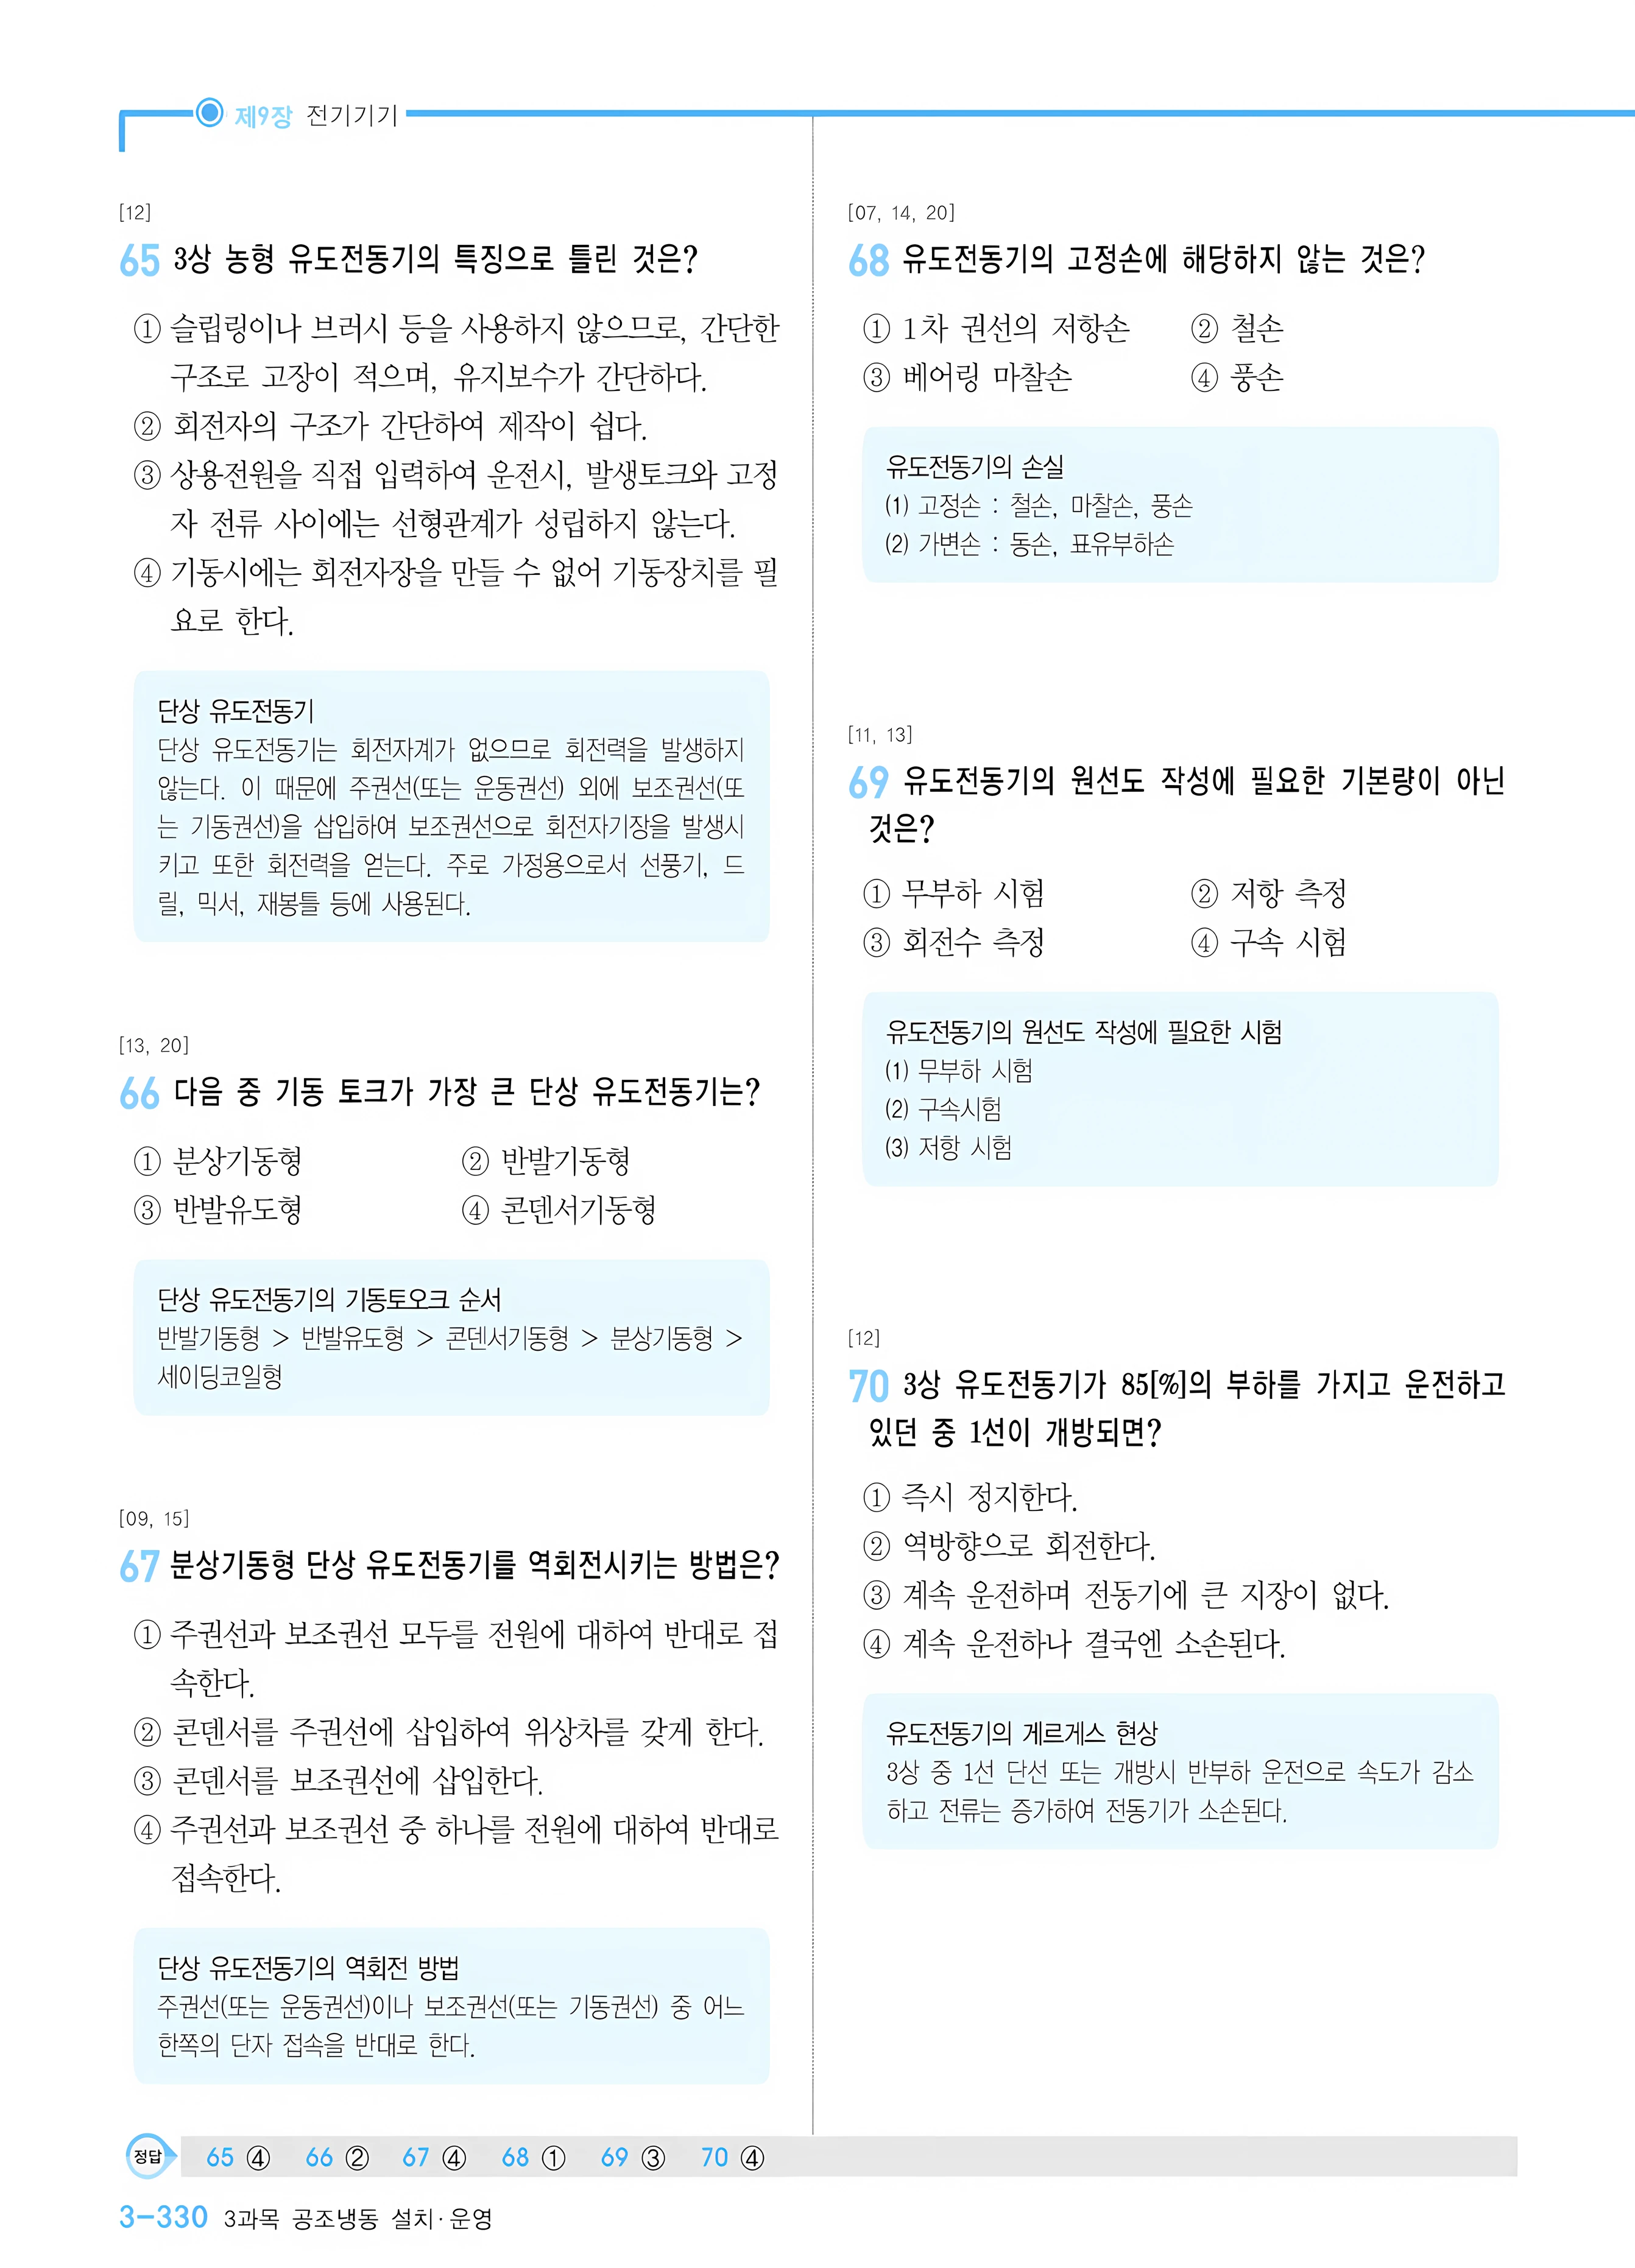 제9장 전기기기
[12]
65 3상 농형 유도전동기의 특징으로 틀린 것은?
① 슬립링이나 브러시 등을 사용하지 않으므로, 간단한
구조로 고장이 적으며, 유지보수가 간단하다.
② 회전자의 구조가 간단하여 제작이 쉽다.
③ 상용전원을 직접 입력하여 운전시, 발생토크와 고정
자 전류 사이에는 선형관계가 성립하지 않는다.
④ 기동시에는 회전자장을 만들 수 없어 기동장치를 필
요로 한다.
단상 유도전동기
단상 유도전동기는 회전자계가 없으므로 회전력을 발생하지
않는다. 이 때문에 주권선(또는 운동권선) 외에 보조권선(또
는 기동권선)을 삽입하여 보조권선으로 회전자기장을 발생시
키고 또한 회전력을 얻는다. 주로 가정용으로서 선풍기, 드
릴, 믹서, 재봉틀 등에 사용된다.
[13, 20]
66 다음 중 기동 토크가 가장 큰 단상 유도전동기는?
① 분상기동형 ② 반발기동형
③ 반발유도형 ④ 콘덴서기동형
단상 유도전동기의 기동토오크 순서
반발기동형 > 반발유도형 > 콘덴서기동형 > 분상기동형 >
세이딩코일형
[09, 15]
67 분상기동형 단상 유도전동기를 역회전시키는 방법은?
① 주권선과 보조권선 모두를 전원에 대하여 반대로 접
속한다.
② 콘덴서를 주권선에 삽입하여 위상차를 갖게 한다.
③ 콘덴서를 보조권선에 삽입한다.
④ 주권선과 보조권선 중 하나를 전원에 대하여 반대로
접속한다.
단상 유도전동기의 역회전 방법
주권선(또는 운동권선)이나 보조권선(또는 기동권선) 중 어느
한쪽의 단자 접속을 반대로 한다.
[07, 14, 20]
68 유도전동기의 고정손에 해당하지 않는 것은?
① 1차 권선의 저항손 ② 철손
③ 베어링 마찰손 ④ 풍손
유도전동기의 손실
(1) 고정손 : 철손, 마찰손, 풍손
(2) 가변손 : 동손, 표유부하손
[11, 13]
69 유도전동기의 원선도 작성에 필요한 기본량이 아닌
것은?
① 무부하 시험 ② 저항 측정
③ 회전수 측정 ④ 구속 시험
유도전동기의 원선도 작성에 필요한 시험
(1) 무부하 시험
(2) 구속시험
(3) 저항 시험
[12]
70 3상 유도전동기가 85[%]의 부하를 가지고 운전하고
있던 중 1선이 개방되면?
① 즉시 정지한다.
② 역방향으로 회전한다.
③ 계속 운전하며 전동기에 큰 지장이 없다.
④ 계속 운전하나 결국엔 소손된다.
유도전동기의 게르게스 현상
3상 중 1선 단선 또는 개방시 반부하 운전으로 속도가 감소
하고 전류는 증가하여 전동기가 소손된다.
정답 65 ④ 66 ② 67 ④ 68 ① 69 ③ 70 ④
3-330 3과목 공조냉동 설치·운영